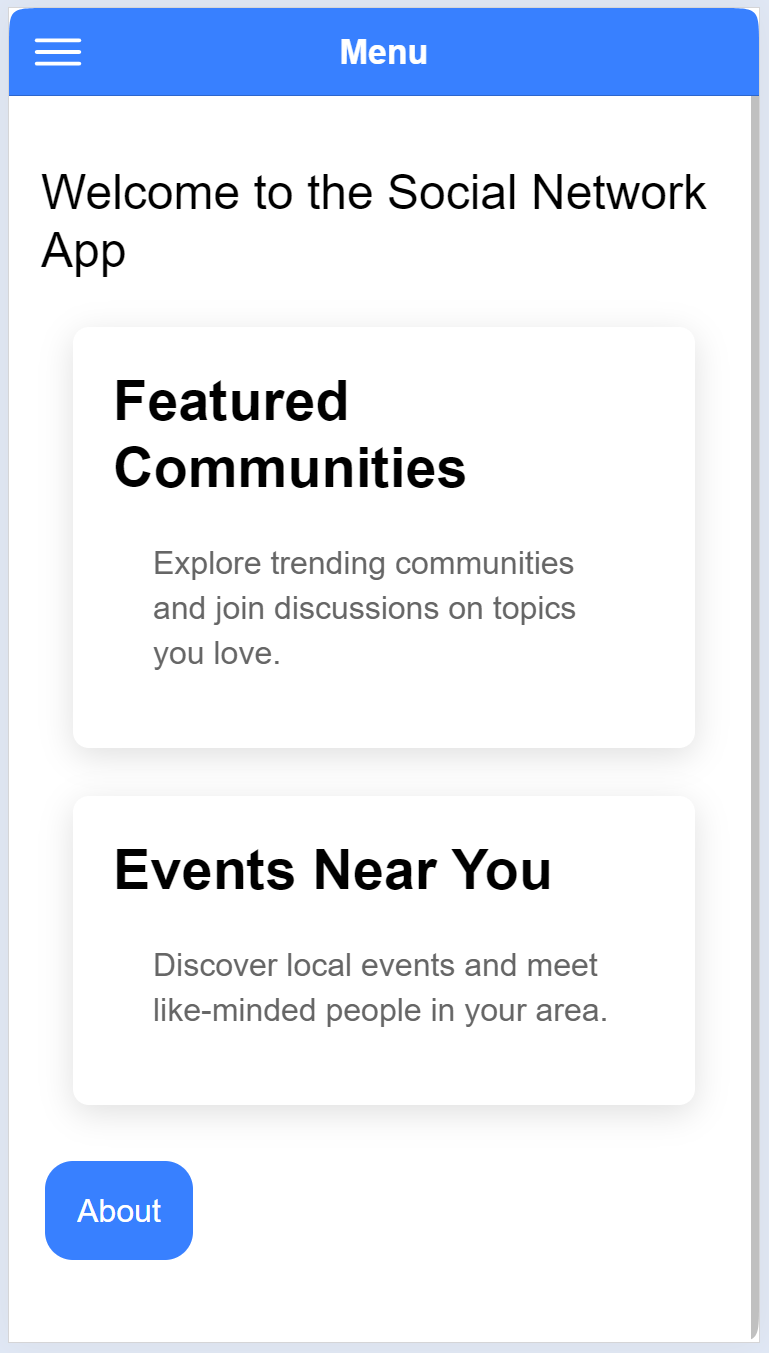 Menu
Welcome to the Social Network
App
Featured
Communities
Explore trending communities
and join discussions on topics
you love.
Events Near You
Discover local events and meet
like-minded people in your area.
About